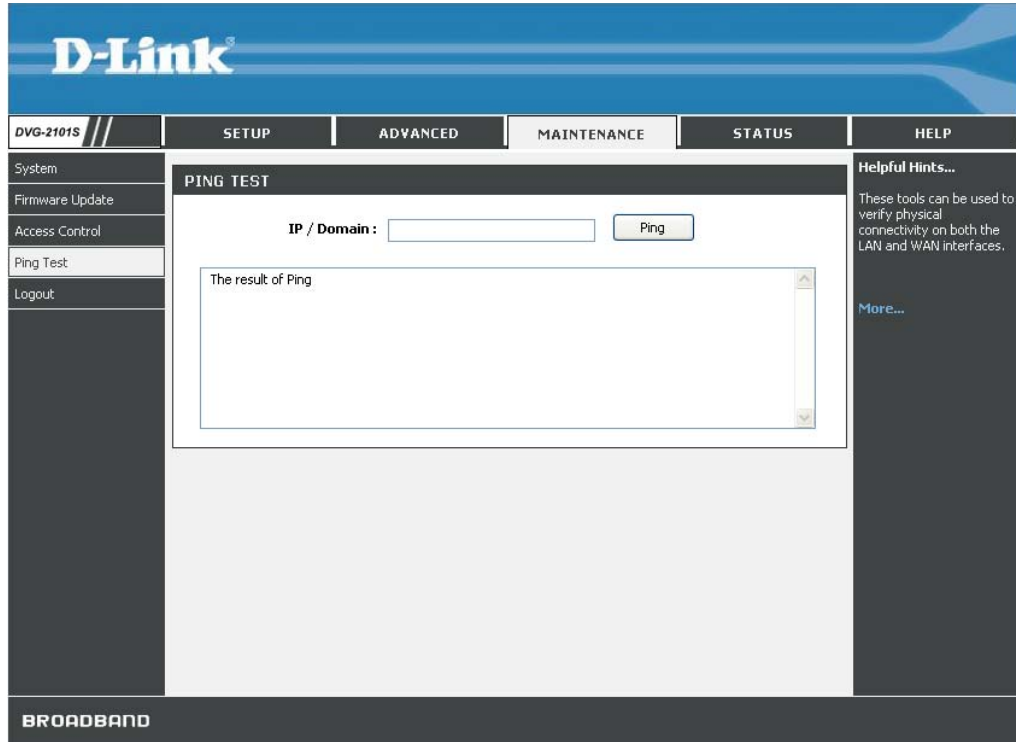 D-Link®
DVG-2101S
SETUP
ADVANCED
MAINTENANCE
STATUS
HELP
System
Firmware Update
Access Control
Ping Test
Logout
PING TEST
IP / Domain :
Ping
The result of Ping
Helpful Hints...
These tools can be used to
verify physical
connectivity on both the
LAN and WAN interfaces.
More...
BROADBAND